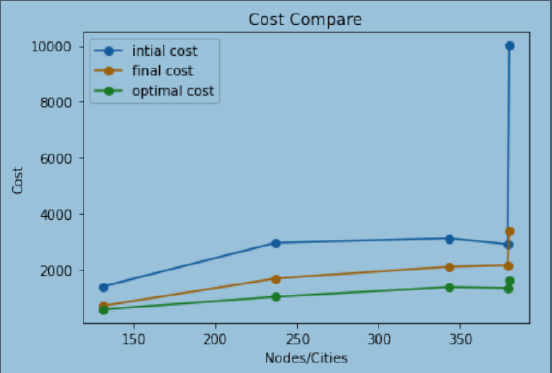 Cost Compare
intial cost
final cost
optimal cost
10000
8000
6000
4000
2000
Cost
150 200 250 300 350
Nodes/Cities